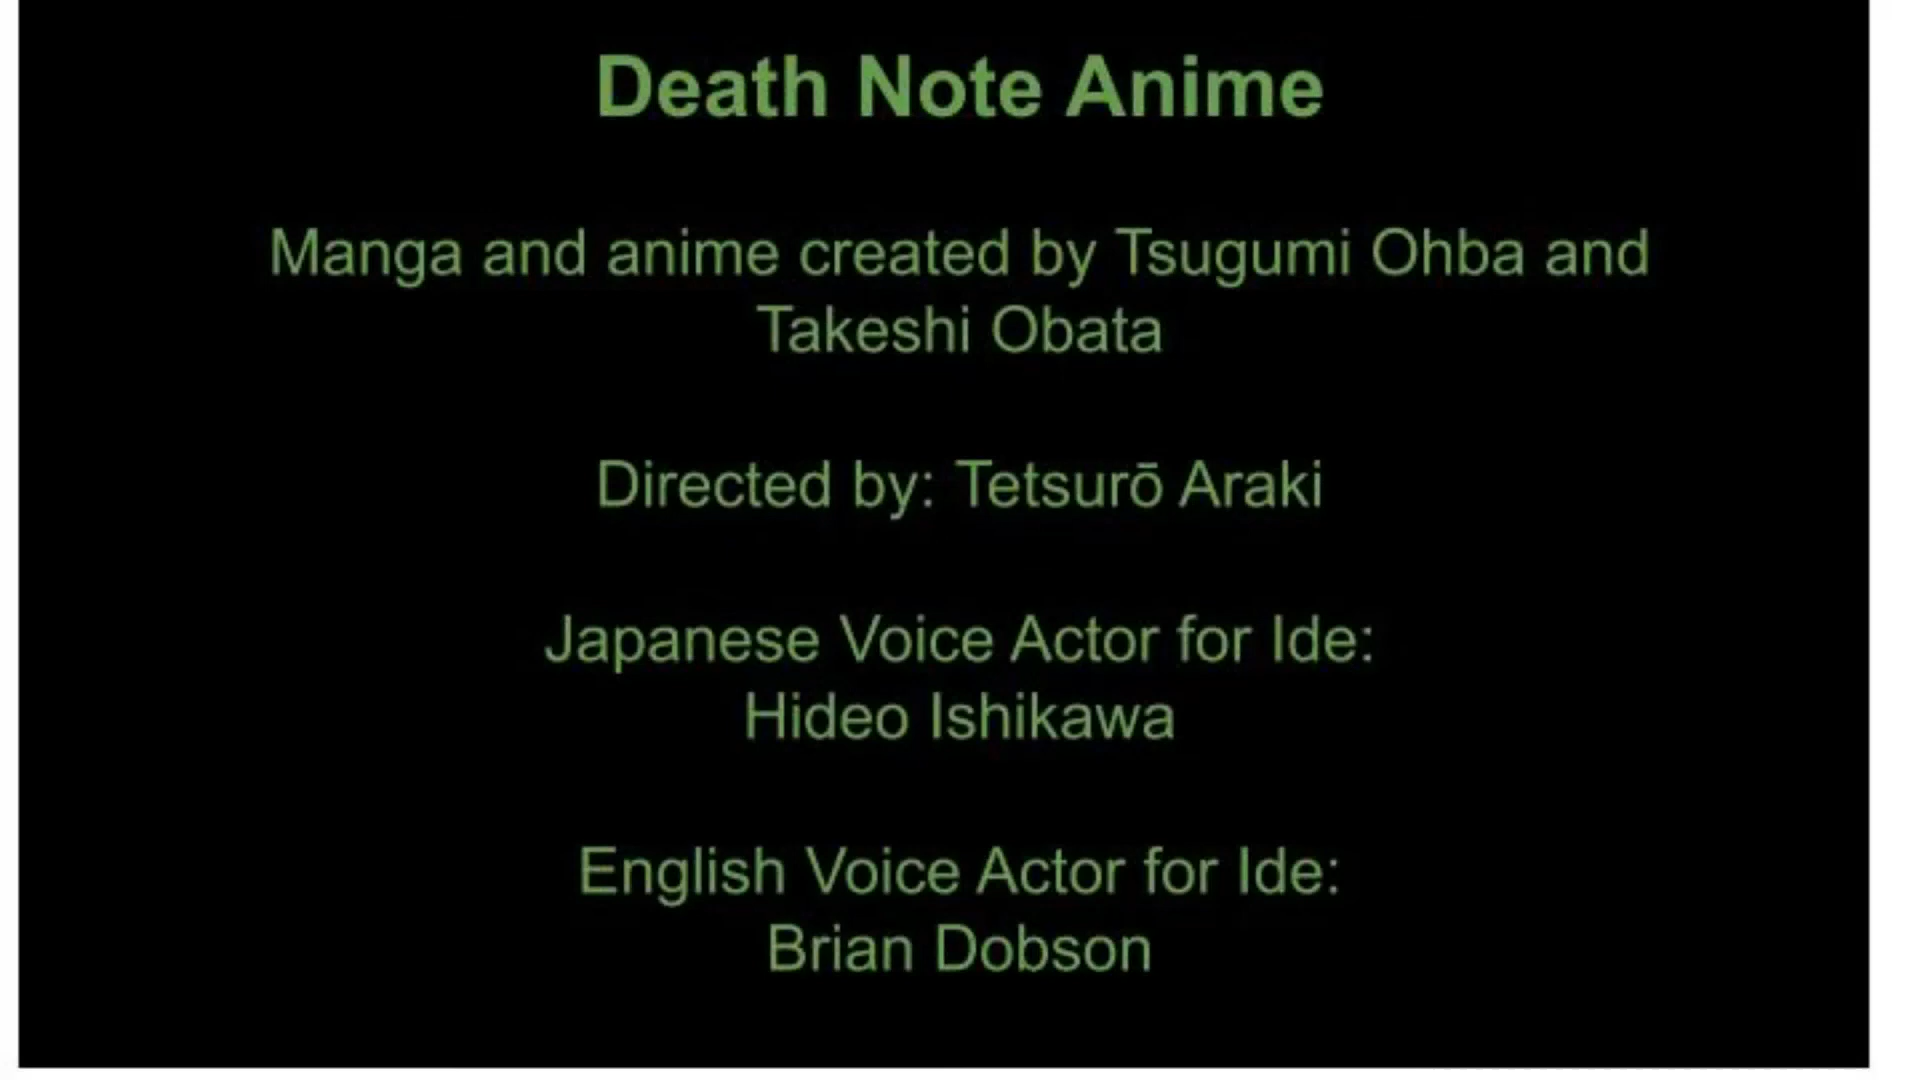 Death Note Anime
Manga and anime created by Tsugumi Ohba and
Takeshi Obata
Directed by: Tetsurō Araki
Japanese Voice Actor for Ide:
Hideo Ishikawa
English Voice Actor for Ide:
Brian Dobson